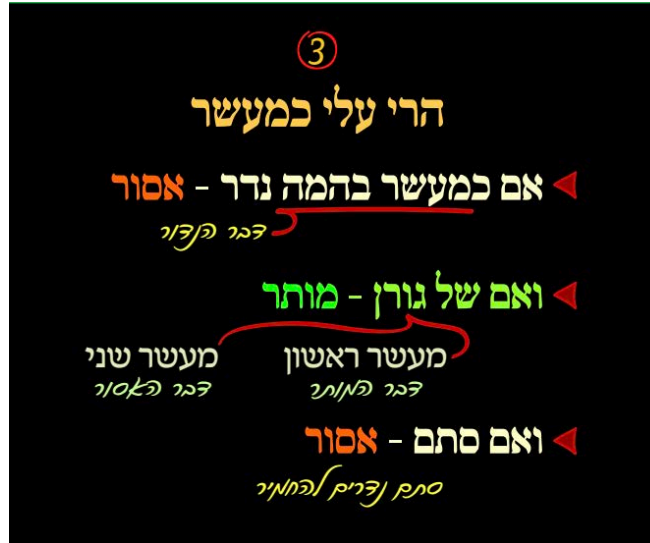 3
הרי עלי כמעשר
אם כמעשר בהמה נדר - אסור
דבר הנדור
ואם של גורן - מותר
מעשר ראשון מעשר שני
דבר המותר דבר האסור
ואם סתם - אסור
סתם נדרים להחמיר